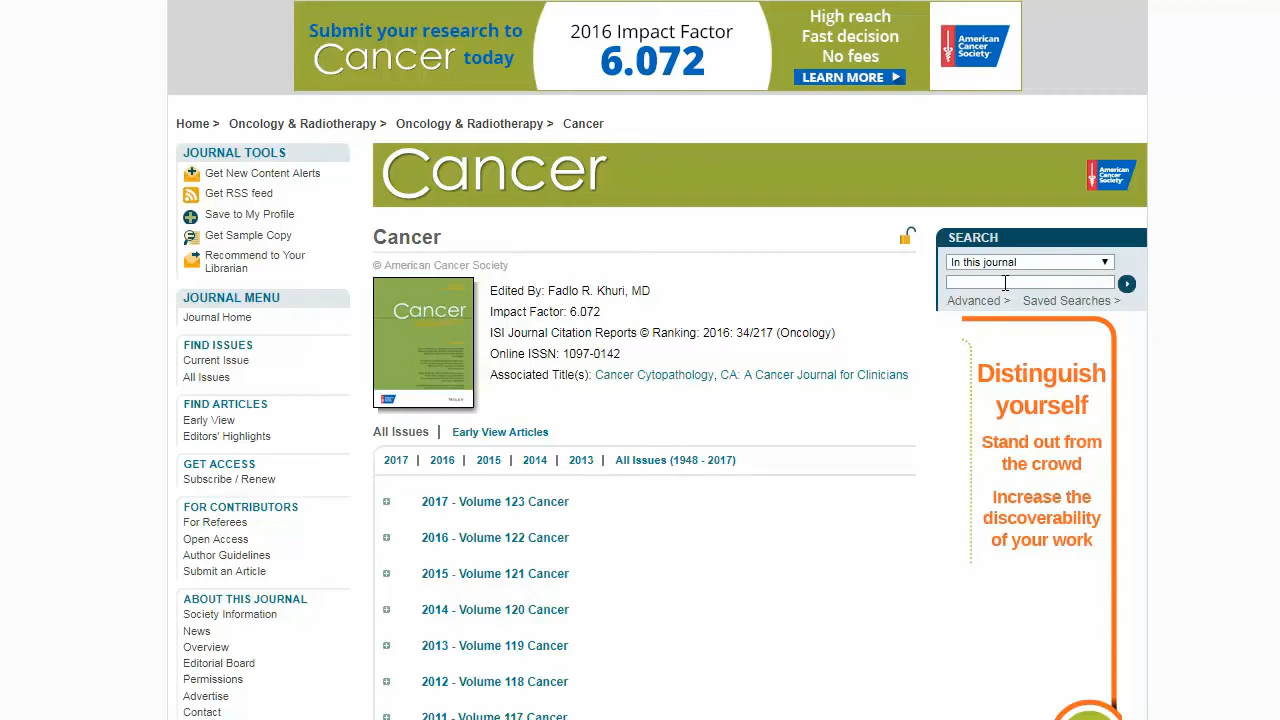 Submit your research to
Cancer today
2016 Impact Factor
6.072
High reach
Fast decision
No fees
LEARN MORE
American
Cancer
Society
Home > Oncology & Radiotherapy > Oncology & Radiotherapy > Cancer
JOURNAL TOOLS
Get New Content Alerts
Get RSS feed
Save to My Profile
Get Sample Copy
Recommend to Your
Librarian
JOURNAL MENU
Journal Home
FIND ISSUES
Current Issue
All Issues
FIND ARTICLES
Early View
Editors' Highlights
GET ACCESS
Subscribe / Renew
FOR CONTRIBUTORS
For Referees
Open Access
Author Guidelines
Submit an Article
ABOUT THIS JOURNAL
Society Information
News
Overview
Editorial Board
Permissions
Advertise
Contact
Cancer
American
Cancer
Society
Cancer
© American Cancer Society
Cancer
WILEY
Edited By: Fadlo R. Khuri, MD
Impact Factor: 6.072
ISI Journal Citation Reports © Ranking: 2016: 34/217 (Oncology)
Online ISSN: 1097-0142
Associated Title(s): Cancer Cytopathology, CA: A Cancer Journal for Clinicians
All Issues | Early View Articles
2017 | 2016 | 2015 | 2014 | 2013 | All Issues (1948 - 2017)
2017 - Volume 123 Cancer
2016 - Volume 122 Cancer
2015 - Volume 121 Cancer
2014 - Volume 120 Cancer
2013 - Volume 119 Cancer
2012 - Volume 118 Cancer
2011 - Volume 117 Cancer
SEARCH
In this journal
Advanced > Saved Searches >
Distinguish
yourself
Stand out from
the crowd
Increase the
discoverability
of your work